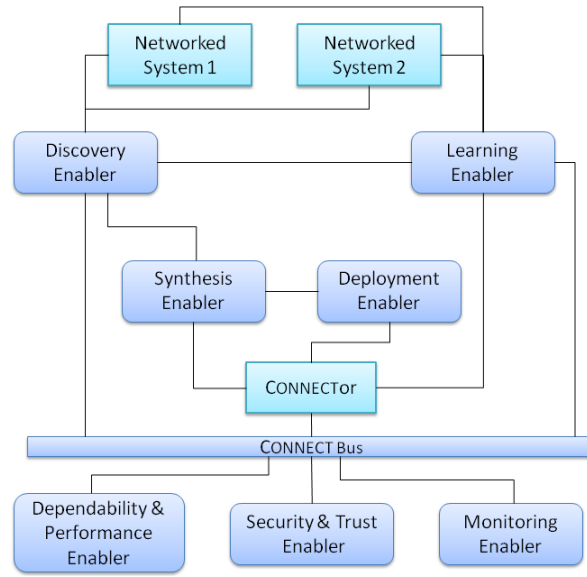 Networked
System 1
Networked
System 2
Discovery
Enabler
Learning
Enabler
Synthesis
Enabler
Deployment
Enabler
CONNECTor
CONNECT Bus
Dependability &
Performance
Enabler
Security & Trust
Enabler
Monitoring
Enabler